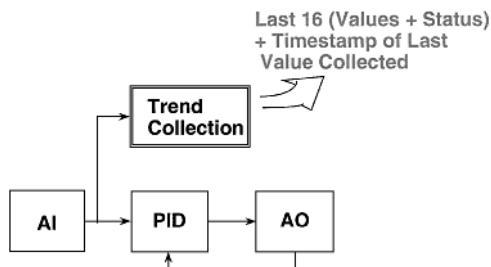 Last 16 (Values + Status)
+ Timestamp of Last
Value Collected
Trend
Collection
AI
PID
AO